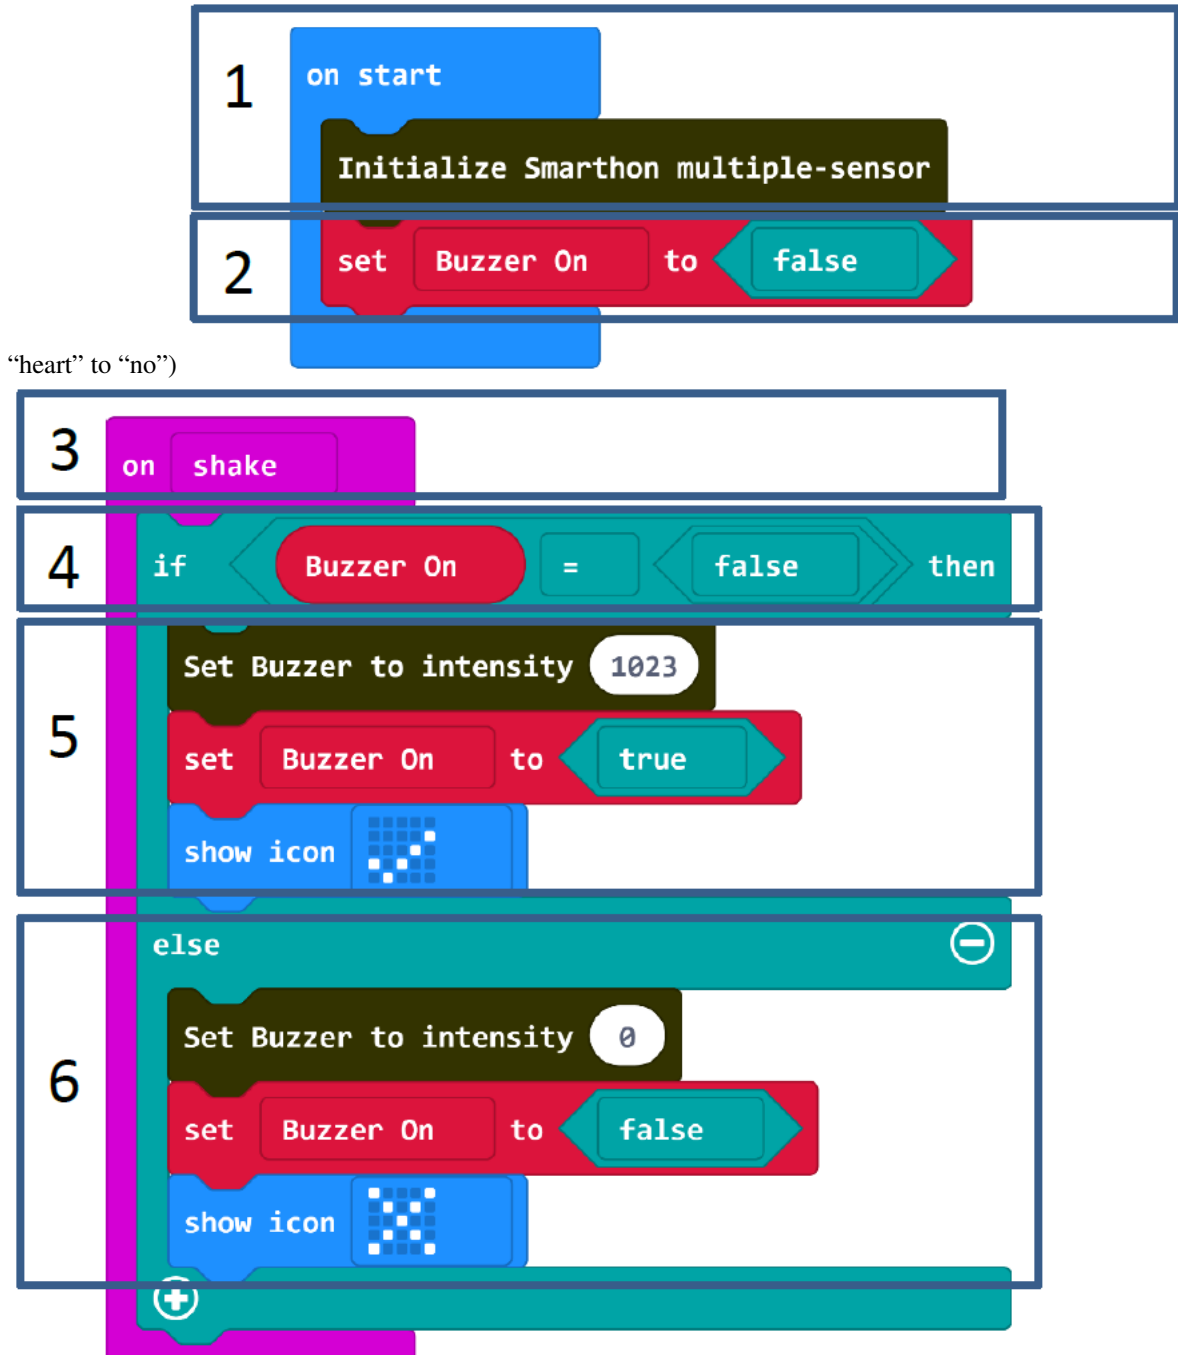 1
on start
Initialize Smarthon multiple-sensor
2
set Buzzer On to false
“heart” to “no”)
3
on shake
4
if Buzzer On = false then
5
Set Buzzer to intensity 1023
set Buzzer On to true
show icon
else
6
Set Buzzer to intensity 0
set Buzzer On to false
show icon